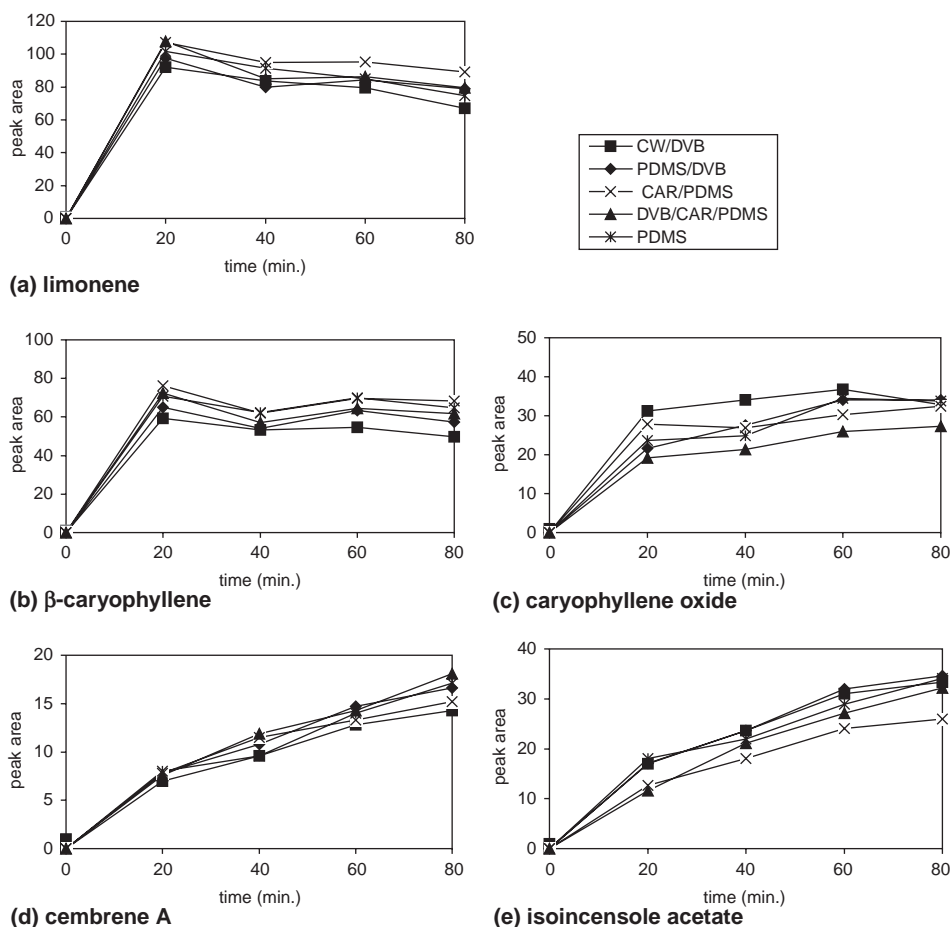 120
100
80
60
40
20
0
peak area
0 20 40 60 80
time (min.)
(a) limonene
CW/DVB
PDMS/DVB
CAR/PDMS
DVB/CAR/PDMS
PDMS
100
80
60
40
20
0
peak area
0 20 40 60 80
time (min.)
(b) β-caryophyllene
50
40
30
20
10
0
peak area
0 20 40 60 80
time (min.)
(c) caryophyllene oxide
20
15
10
5
0
peak area
0 20 40 60 80
time (min.)
(d) cembrene A
40
30
20
10
0
peak area
0 20 40 60 80
time (min.)
(e) isoincensole acetate